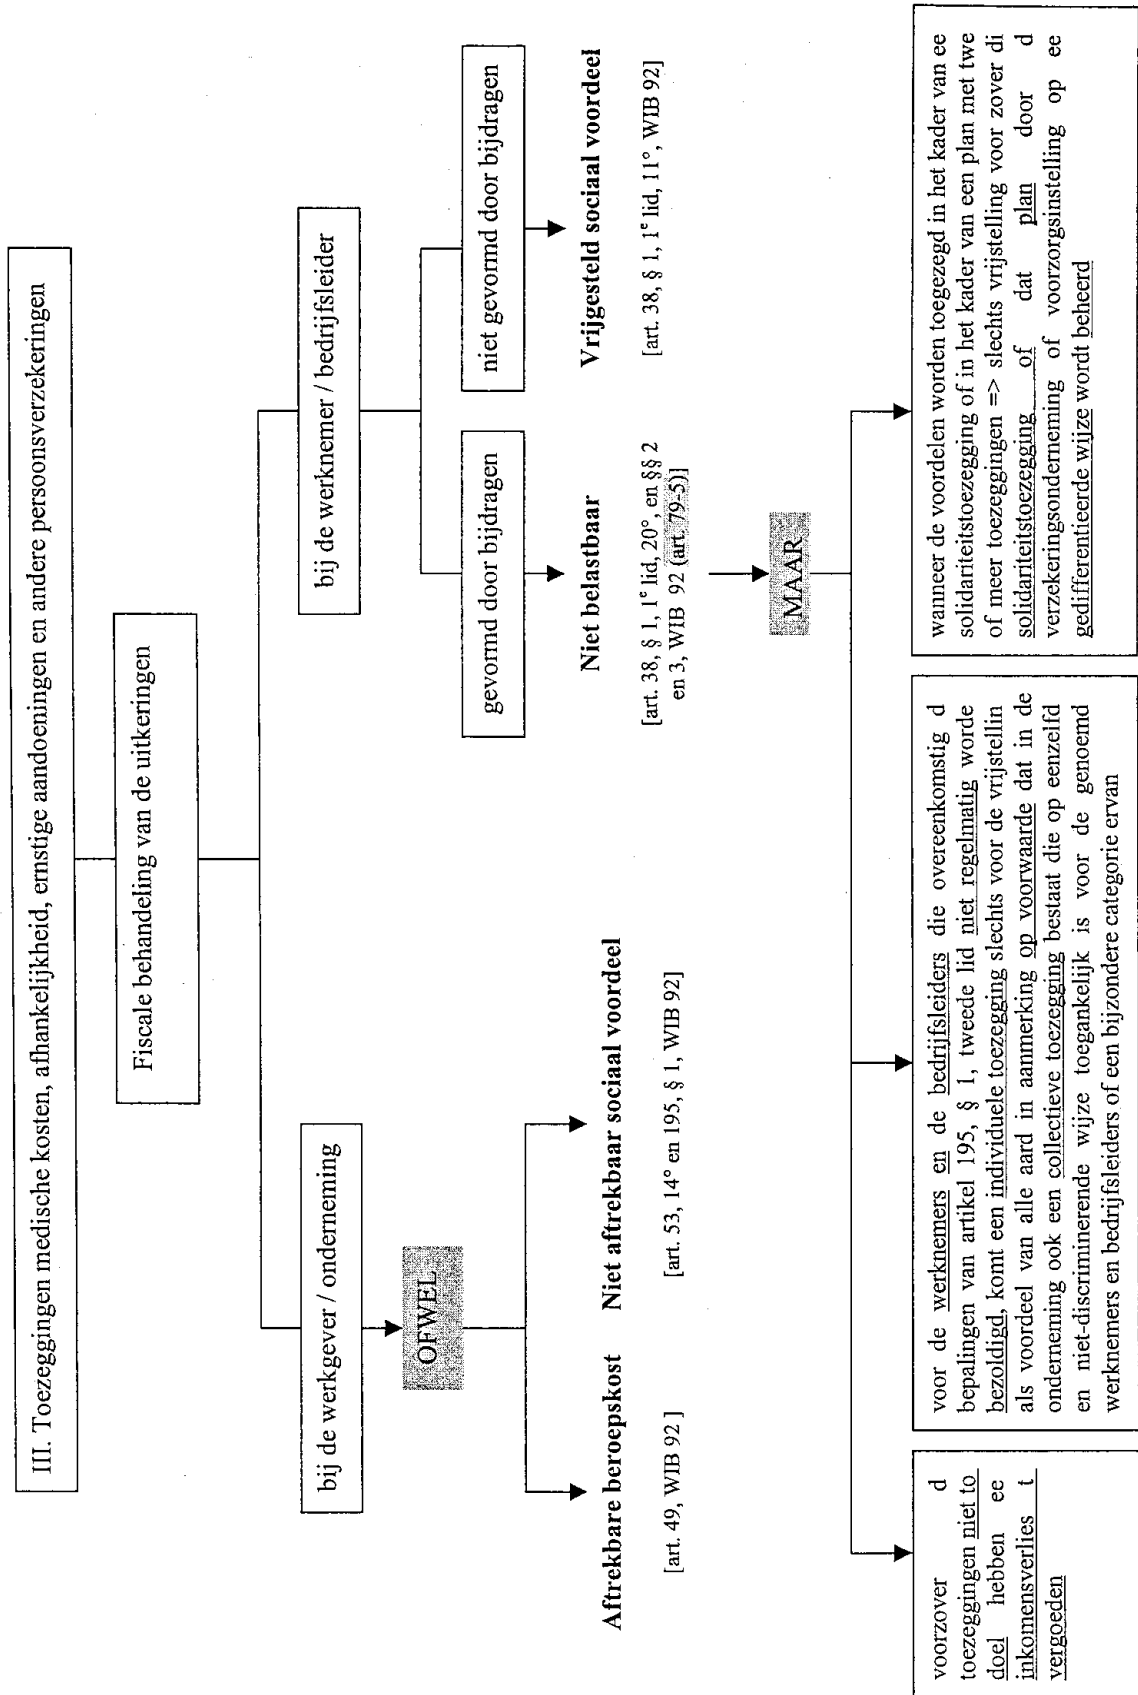 III. Toezeggingen medische kosten, afhankelijkheid, ernstige aandoeningen en andere persoonsverzekeringen
Fiscale behandeling van de uitkeringen
bij de werkgever / onderneming
bij de werknemer / bedrijfsleider
OFWEL
gevormd door bijdragen
niet gevormd door bijdragen
Aftrekbare beroepskost
[art. 49, WIB 92 ]
Niet aftrekbaar sociaal voordeel
[art. 53, 14° en 195, § 1, WIB 92]
Niet belastbaar
[art. 38, § 1, 1e lid, 20°, en §§ 2
en 3, WIB 92 (art. 79-5)]
Vrijgesteld sociaal voordeel
[art. 38, § 1, 1e lid, 11°, WIB 92]
MAAR
voorzover d
toezeggingen niet to
doel hebben ee
inkomensverlies t
vergoeden
voor de werknemers en de bedrijfsleiders die overeenkomstig d
bepalingen van artikel 195, § 1, tweede lid niet regelmatig worde
bezoldigd, komt een individuele toezegging slechts voor de vrijstellin
als voordeel van alle aard in aanmerking op voorwaarde dat in de
onderneming ook een collectieve toezegging bestaat die op eenzelfd
en niet-discriminerende wijze toegankelijk is voor de genoemd
werknemers en bedrijfsleiders of een bijzondere categorie ervan
wanneer de voordelen worden toegezegd in het kader van ee
solidariteitstoezegging of in het kader van een plan met twe
of meer toezeggingen => slechts vrijstelling voor zover di
solidariteitstoezegging of dat plan door d
verzekeringsonderneming of voorzorgsinstelling op ee
gedifferentieerde wijze wordt beheerd